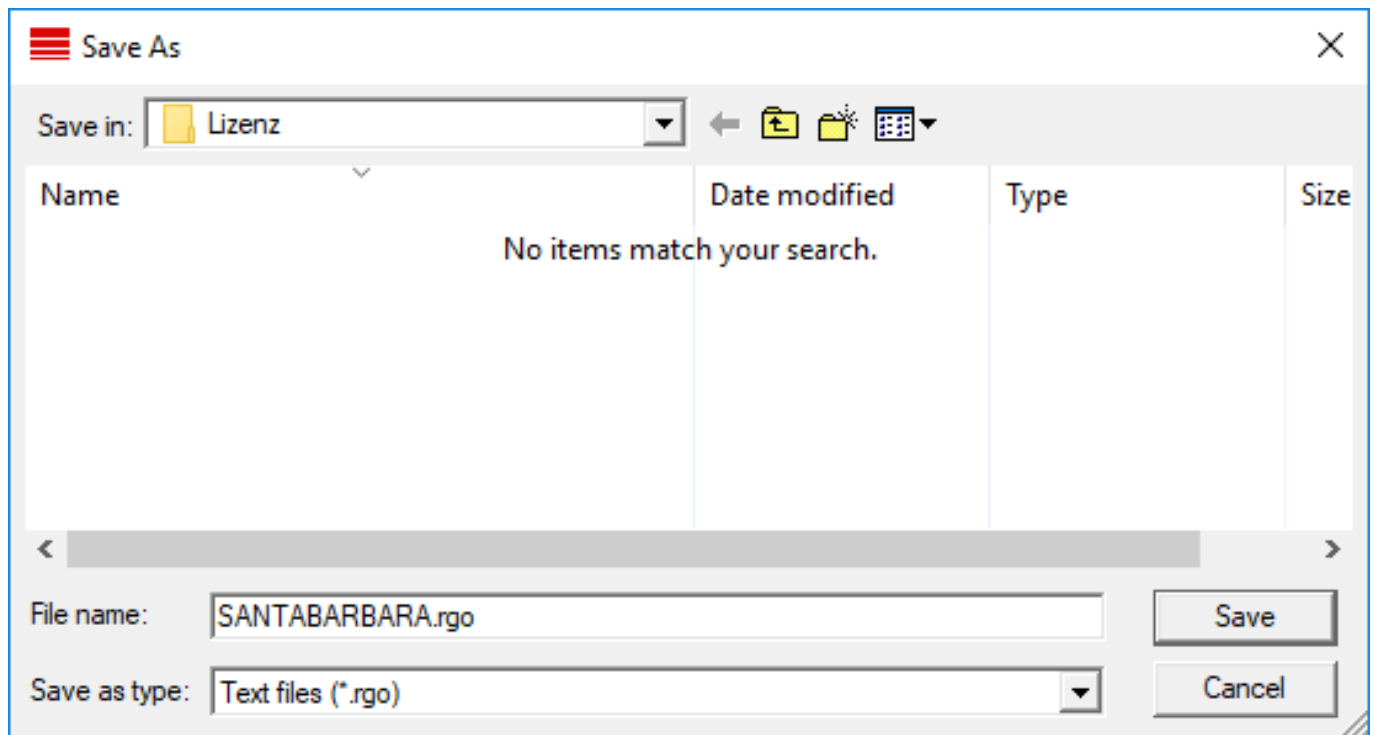 Save As
Save in: Lizenz
Name Date modified Type Size
No items match your search.
File name: SANTABARBARA.rgo Save
Save as type: Text files (*.rgo) Cancel